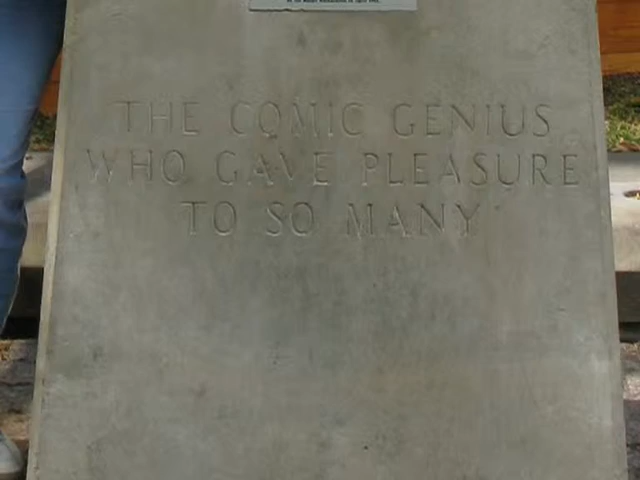 THE COMIC GENIUS
WHO GAVE PLEASURE
TO SO MANY